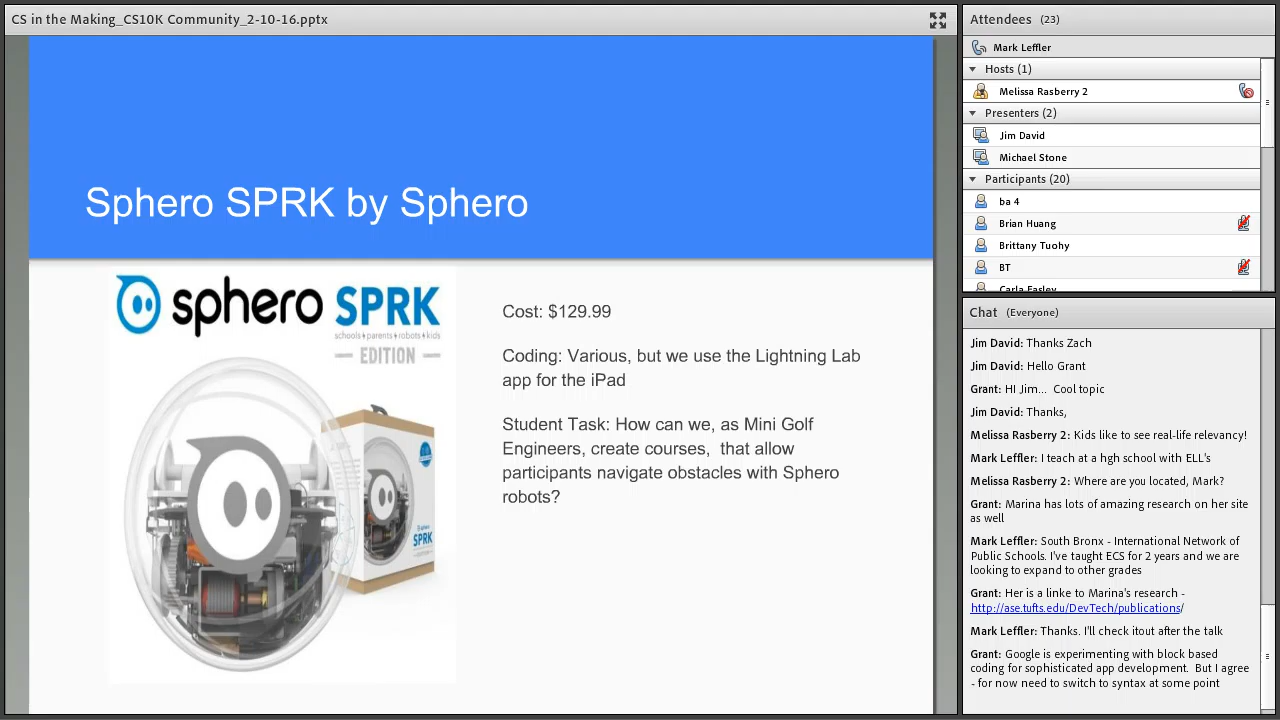 CS in the Making_CS10K Community_2-10-16.pptx
Sphero SPRK by Sphero
sphero SPRK
schools parents robots kids
EDITION
sphero
SPRK
Cost: $129.99
Coding: Various, but we use the Lightning Lab
app for the iPad
Student Task: How can we, as Mini Golf
Engineers, create courses,  that allow
participants navigate obstacles with Sphero
robots?
Attendees (23)
Mark Leffler
Hosts (1)
Melissa Rasberry 2
Presenters (2)
Jim David
Michael Stone
Participants (20)
ba 4
Brian Huang
Brittany Tuohy
BT
Carla Easley
Chat (Everyone)
Jim David: Thanks Zach
Jim David: Hello Grant
Grant: HI Jim...  Cool topic
Jim David: Thanks,
Melissa Rasberry 2: Kids like to see real-life relevancy!
Mark Leffler: I teach at a hgh school with ELL's
Melissa Rasberry 2: Where are you located, Mark?
Grant: Marina has lots of amazing research on her site
as well
Mark Leffler: South Bronx - International Network of
Public Schools. I've taught ECS for 2 years and we are
looking to expand to other grades
Grant: Her is a linke to Marina's research -
http://ase.tufts.edu/DevTech/publications/
Mark Leffler: Thanks. I'll check itout after the talk
Grant: Google is experimenting with block based
coding for sophisticated app development.  But I agree
- for now need to switch to syntax at some point